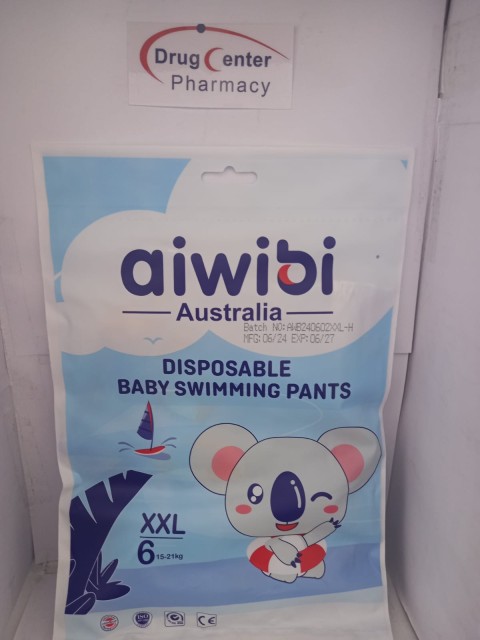 Drug Center
Pharmacy
aiwibi
Australia
Batch NO: AWB240602XXL-H
MFG: 06/24 EXP: 06/27
DISPOSABLE
BABY SWIMMING PANTS
XXL
6 15-21kg
CE